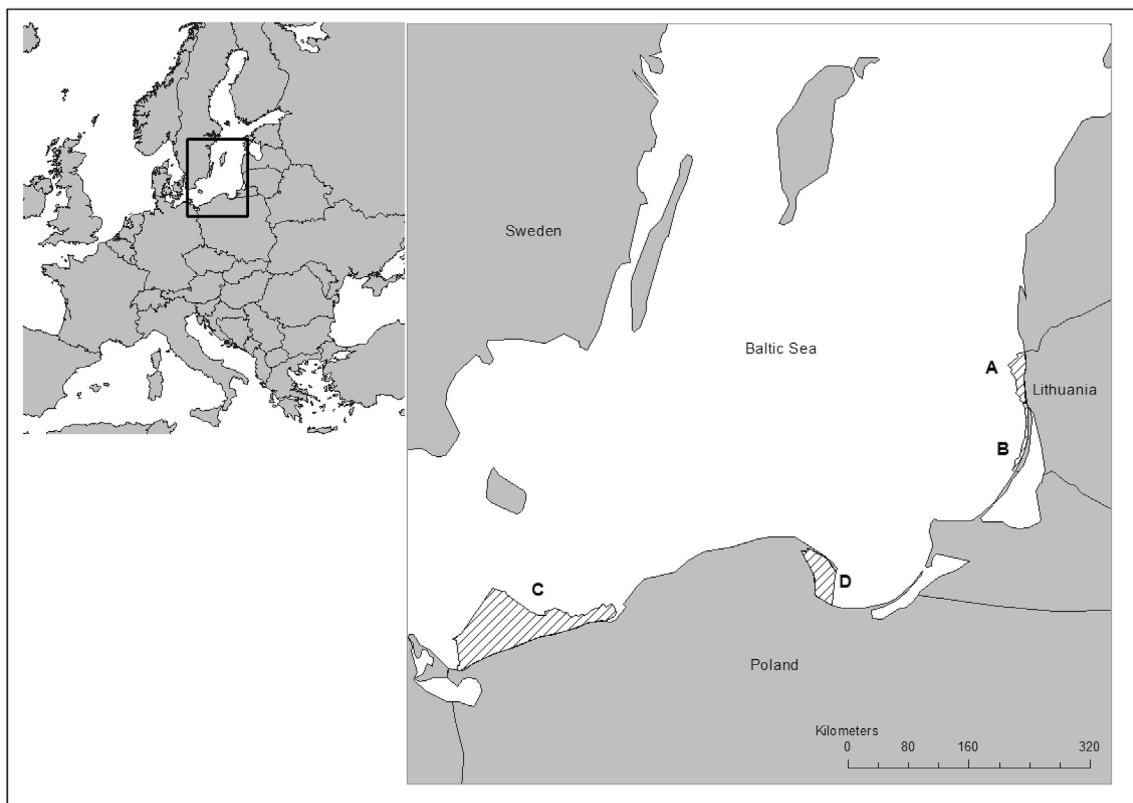 Sweden
Baltic Sea
A
Lithuania
B
C
D
Poland
Kilometers
0 80 160 320